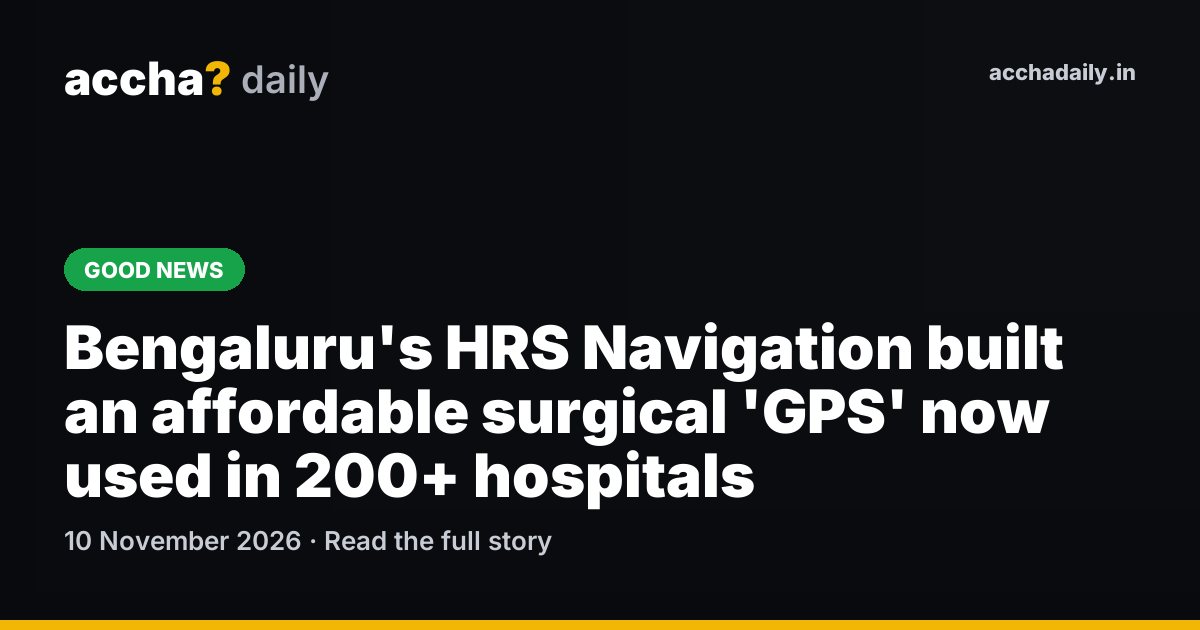 accha? daily
acchadaily.in
GOOD NEWS
Bengaluru's HRS Navigation built
an affordable surgical 'GPS' now
used in 200+ hospitals
10 November 2026 · Read the full story